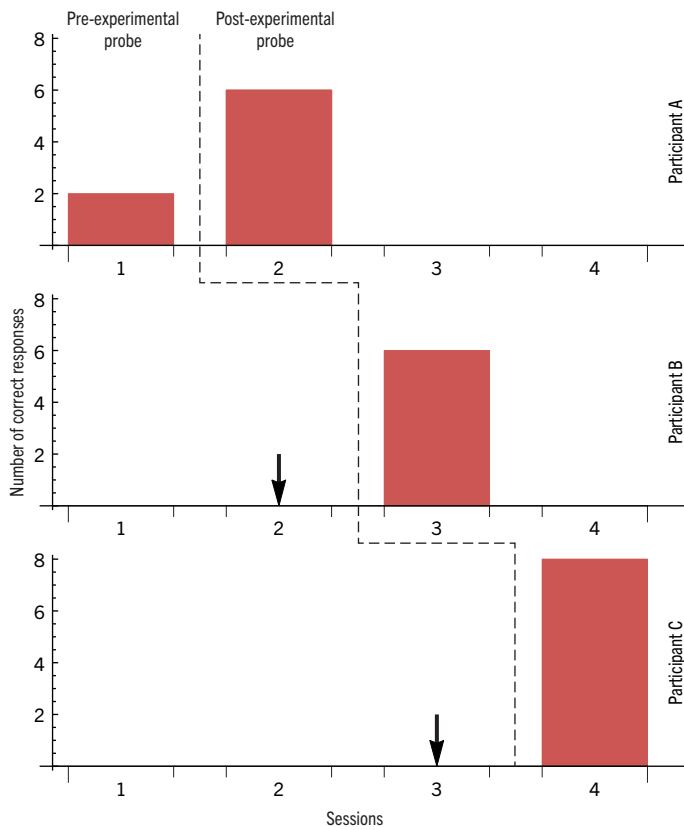 Pre-experimental
probe
Post-experimental
probe
8
6
4
2
1 2 3 4
Participant A
8
6
4
2
1 2 3 4
Participant B
Number of correct responses
8
6
4
2
1 2 3 4
Participant C
Sessions